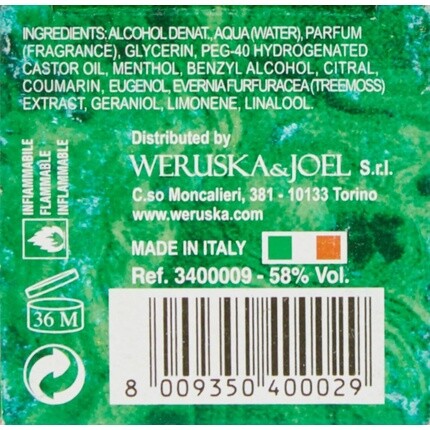 INGREDIENTS: ALCOHOL DENAT., AQUA (WATER), PARFUM
(FRAGRANCE), GLYCERIN, PEG-40 HYDROGENATED
CASTOR OIL, MENTHOL, BENZYL ALCOHOL, CITRAL,
COUMARIN, EUGENOL, EVERNIA FURFURACEA (TREEMOSS)
EXTRACT, GERANIOL, LIMONENE, LINALOOL.
INFIAMMABILE
FLAMMABLE
INFLAMMABLE
Distributed by
WERUSKA&JOEL S.r.l.
C.so Moncalieri, 381 - 10133 Torino
www.weruska.com
MADE IN ITALY
Ref. 3400009 - 58% Vol.
36 M
8 009350 400029